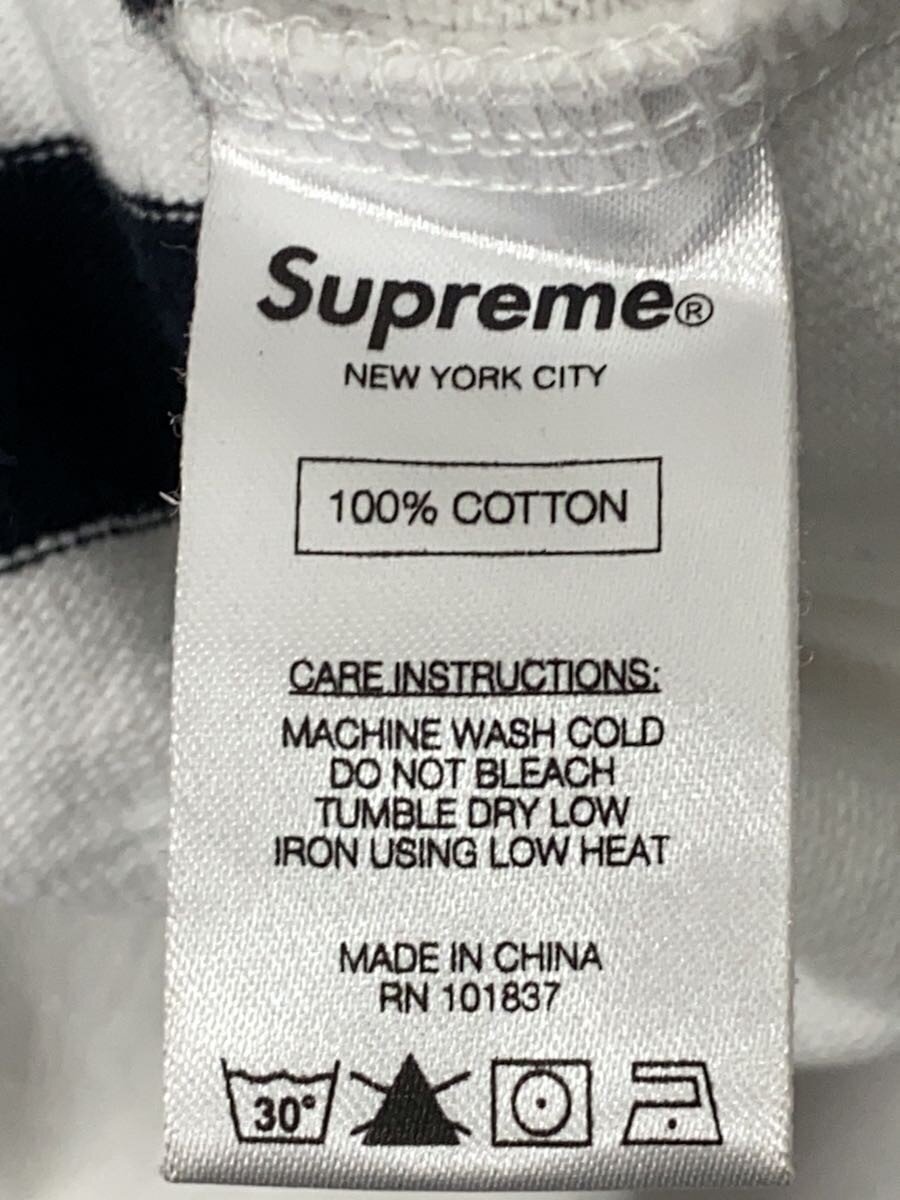 Supreme®
NEW YORK CITY
100% COTTON
CARE INSTRUCTIONS:
MACHINE WASH COLD
DO NOT BLEACH
TUMBLE DRY LOW
IRON USING LOW HEAT
MADE IN CHINA
RN 101837
30°